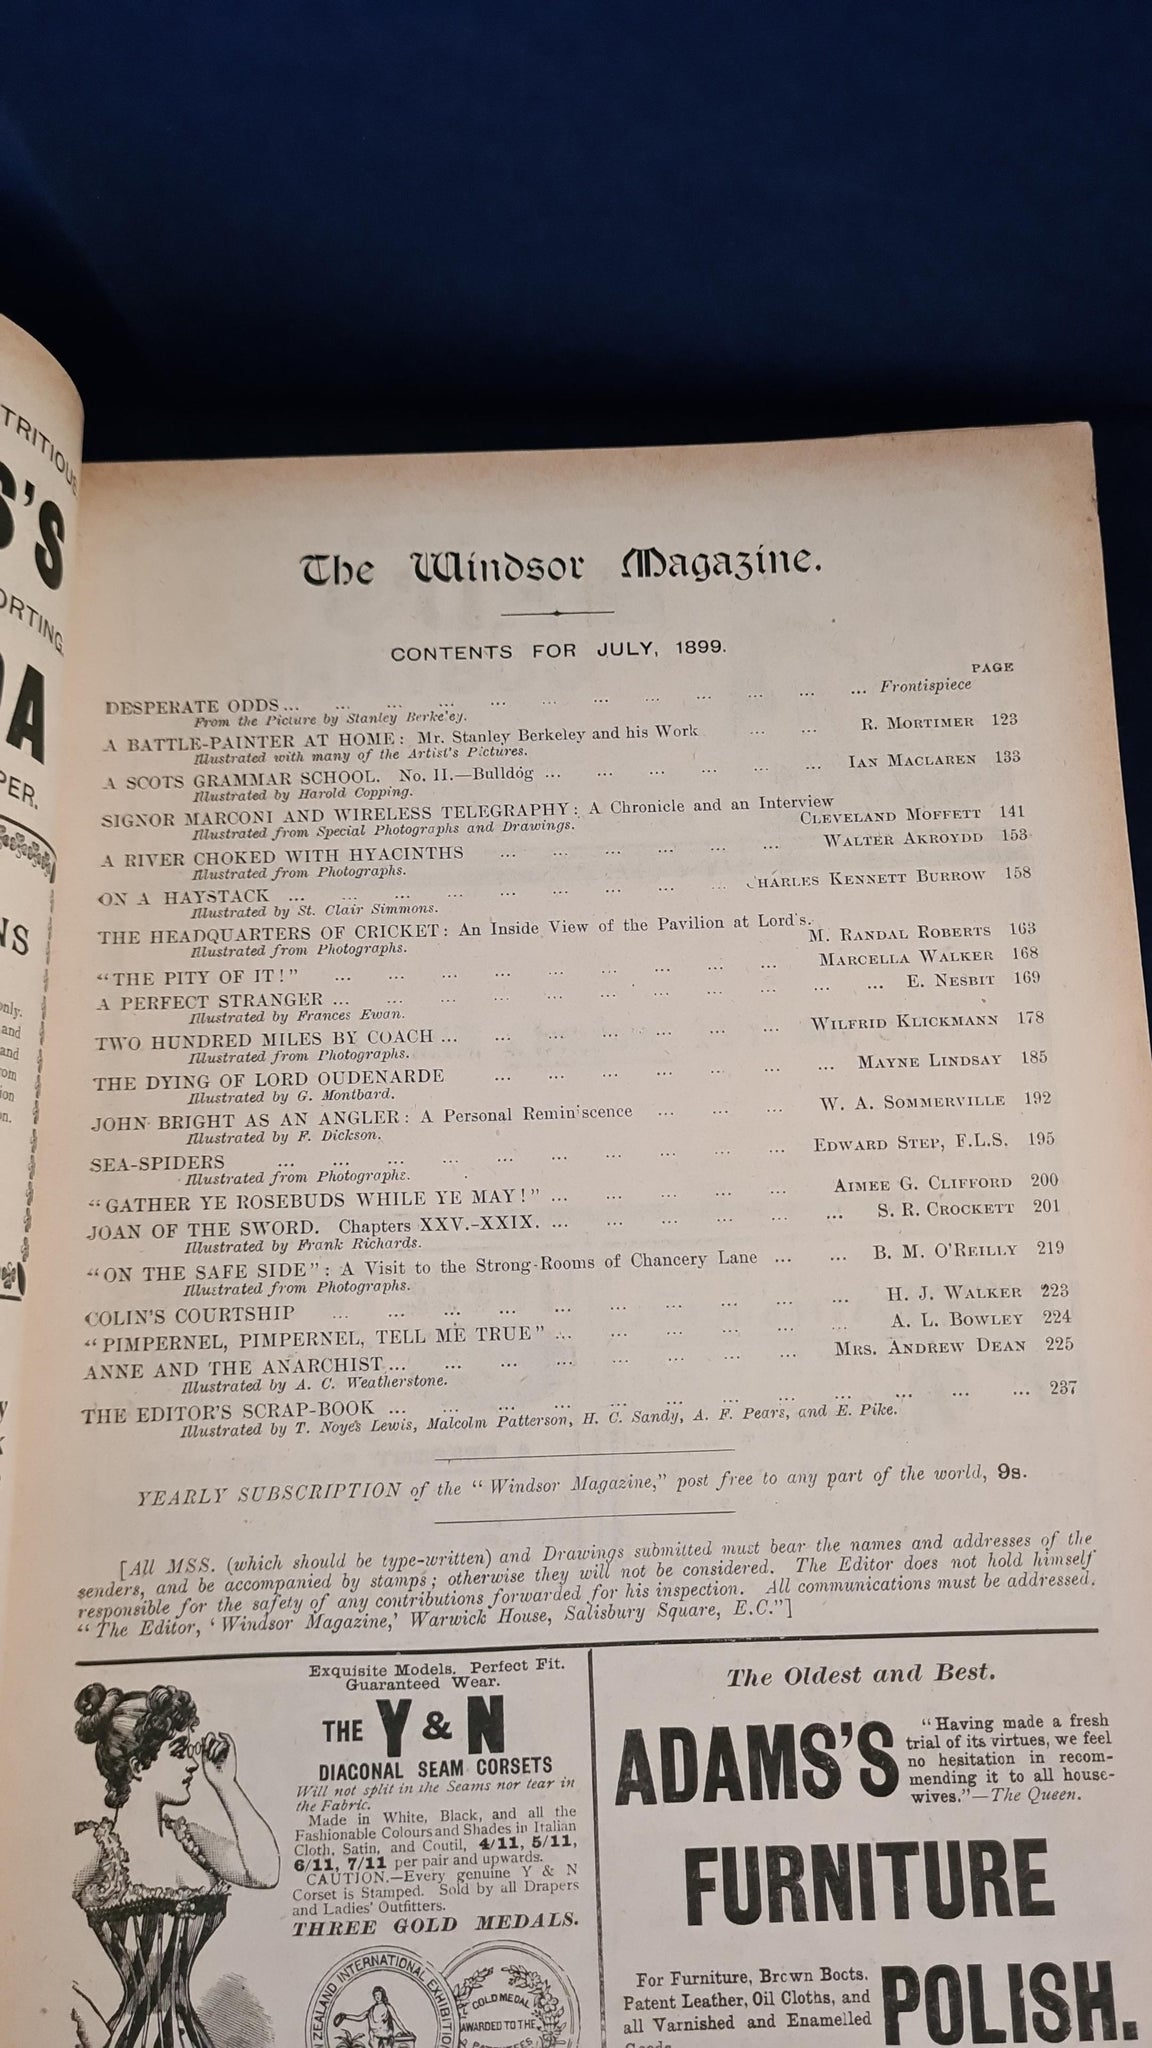 TRITIOUS
S'S
ORTING
OA
PER.
NS
only.
and
and
rom
ion
on.
The Windsor Magazine.
CONTENTS FOR JULY, 1899.
PAGE
DESPERATE ODDS ... ... ... ... ... ... ... ... ... ... ... ... Frontispiece
From the Picture by Stanley Berkeley.
A BATTLE-PAINTER AT HOME: Mr. Stanley Berkeley and his Work ... ... R. MORTIMER 123
Illustrated with many of the Artist's Pictures.
A SCOTS GRAMMAR SCHOOL. No. II.—Bulldog ... ... ... ... ... ... IAN MACLAREN 133
Illustrated by Harold Copping.
SIGNOR MARCONI AND WIRELESS TELEGRAPHY: A Chronicle and an Interview
Illustrated from Special Photographs and Drawings. CLEVELAND MOFFETT 141
A RIVER CHOKED WITH HYACINTHS ... ... ... ... ... ... WALTER AKROYDD 153
Illustrated from Photographs.
ON A HAYSTACK ... ... ... ... ... ... ... ... ... CHARLES KENNETT BURROW 158
Illustrated by St. Clair Simmons.
THE HEADQUARTERS OF CRICKET: An Inside View of the Pavilion at Lord's.
Illustrated from Photographs. M. RANDAL ROBERTS 163
"THE PITY OF IT!" ... ... ... ... ... ... ... ... ... MARCELLA WALKER 168
A PERFECT STRANGER ... ... ... ... ... ... ... ... ... ... E. NESBIT 169
Illustrated by Frances Ewan.
TWO HUNDRED MILES BY COACH ... ... ... ... ... ... ... WILFRID KLICKMANN 178
Illustrated from Photographs.
THE DYING OF LORD OUDENARDE ... ... ... ... ... ... ... MAYNE LINDSAY 185
Illustrated by G. Montbard.
JOHN BRIGHT AS AN ANGLER: A Personal Reminiscence ... ... ... W. A. SOMMERVILLE 192
Illustrated by F. Dickson.
SEA-SPIDERS ... ... ... ... ... ... ... ... ... ... EDWARD STEP, F.L.S. 195
Illustrated from Photographs.
"GATHER YE ROSEBUDS WHILE YE MAY!" ... ... ... ... ... AIMEE G. CLIFFORD 200
JOAN OF THE SWORD. Chapters XXV.-XXIX. ... ... ... ... ... ... S. R. CROCKETT 201
Illustrated by Frank Richards.
"ON THE SAFE SIDE": A Visit to the Strong-Rooms of Chancery Lane ... ... B. M. O'REILLY 219
Illustrated from Photographs.
COLIN'S COURTSHIP ... ... ... ... ... ... ... ... ... ... H. J. WALKER 223
"PIMPERNEL, PIMPERNEL, TELL ME TRUE" ... ... ... ... ... ... A. L. BOWLEY 224
ANNE AND THE ANARCHIST ... ... ... ... ... ... ... ... MRS. ANDREW DEAN 225
Illustrated by A. C. Weatherstone.
THE EDITOR'S SCRAP-BOOK ... ... ... ... ... ... ... ... ... ... ... ... 237
Illustrated by T. Noyes Lewis, Malcolm Patterson, H. C. Sandy, A. F. Pears, and E. Pike.
YEARLY SUBSCRIPTION of the "Windsor Magazine," post free to any part of the world, 9s.
[All MSS. (which should be type-written) and Drawings submitted must bear the names and addresses of the
senders, and be accompanied by stamps; otherwise they will not be considered. The Editor does not hold himself
responsible for the safety of any contributions forwarded for his inspection. All communications must be addressed,
"The Editor, 'Windsor Magazine,' Warwick House, Salisbury Square, E.C."]
Exquisite Models. Perfect Fit.
Guaranteed Wear.
THE Y & N
DIAGONAL SEAM CORSETS
Will not split in the Seams nor tear in
the Fabric.
Made in White, Black, and all the
Fashionable Colours and Shades in Italian
Cloth, Satin, and Coutil, 4/11, 5/11,
6/11, 7/11 per pair and upwards.
CAUTION.—Every genuine Y & N
Corset is Stamped. Sold by all Drapers
and Ladies' Outfitters.
THREE GOLD MEDALS.
ZEALAND INTERNATIONAL EXHIBITION
GOLD MEDAL
AWARDED TO THE
The Oldest and Best.
ADAMS'S
"Having made a fresh
trial of its virtues, we feel
no hesitation in recom-
mending it to all house-
wives."—The Queen.
FURNITURE
For Furniture, Brown Boots,
Patent Leather, Oil Cloths, and
all Varnished and Enamelled
POLISH.